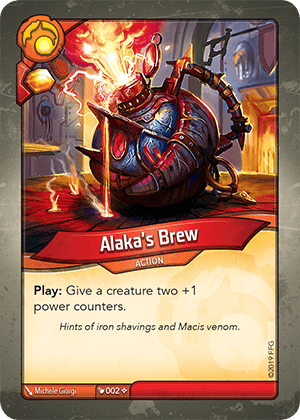 Alaka's Brew
ACTION
Play: Give a creature two +1
power counters.
Hints of iron shavings and Macis venom.
Michele Giorgi
002
©2019 FFG